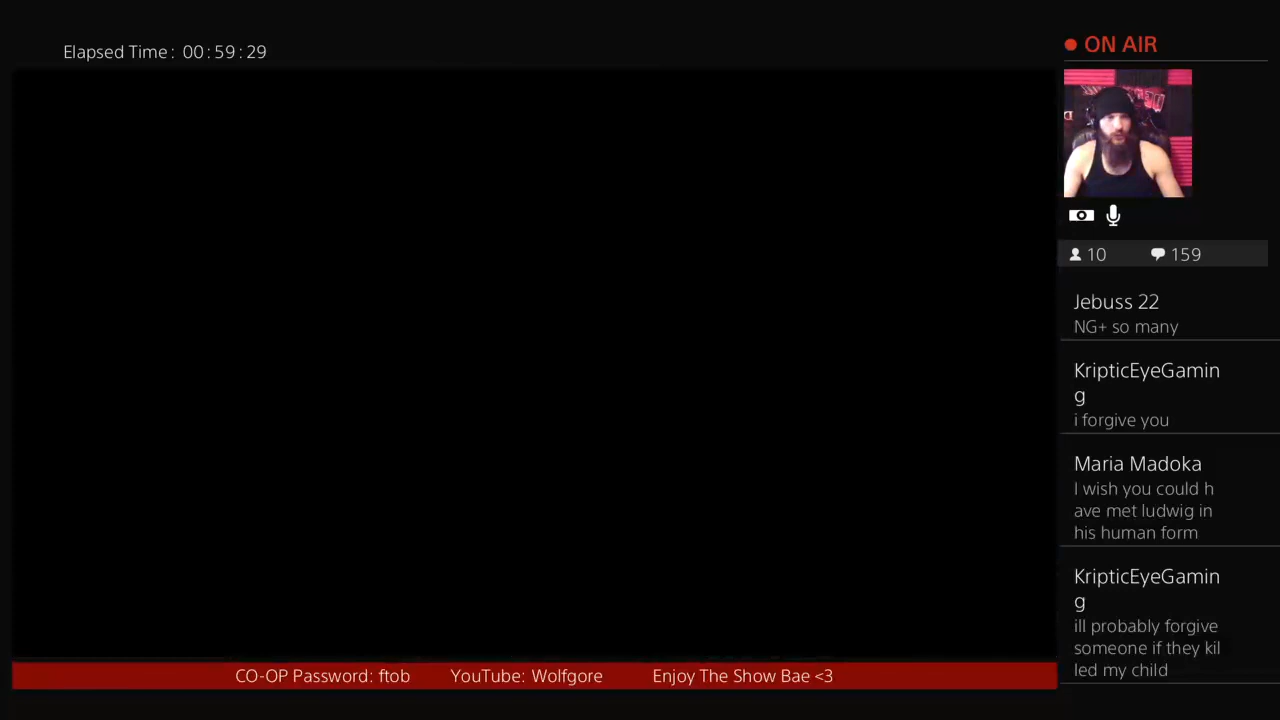 Elapsed Time: 00:59:29
ON AIR
10 159
Jebuss 22
NG+ so many
KripticEyeGamin
g
i forgive you
Maria Madoka
I wish you could h
ave met ludwig in
his human form
KripticEyeGamin
g
ill probably forgive
someone if they kil
led my child
CO-OP Password: ftob YouTube: Wolfgore Enjoy The Show Bae <3